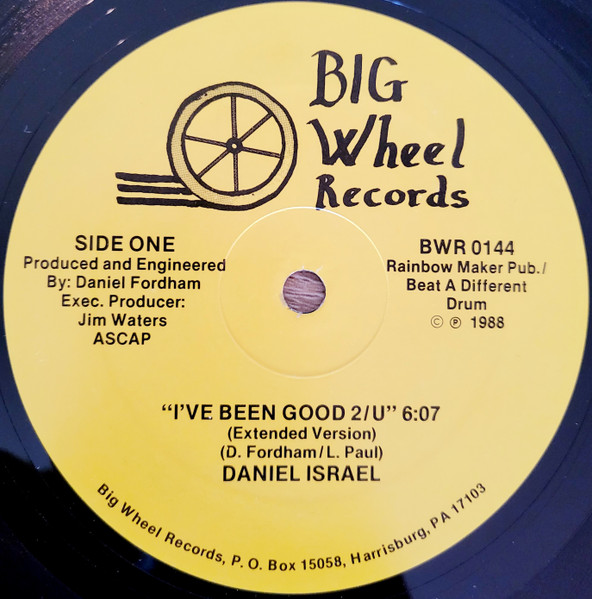 BIG
Wheel
Records
SIDE ONE
Produced and Engineered
By: Daniel Fordham
Exec. Producer:
Jim Waters
ASCAP
BWR 0144
Rainbow Maker Pub./
Beat A Different
Drum
© ℗ 1988
“I’VE BEEN GOOD 2/U” 6:07
(Extended Version)
(D. Fordham/L. Paul)
DANIEL ISRAEL
Big Wheel Records, P. O. Box 15058, Harrisburg, PA 17103